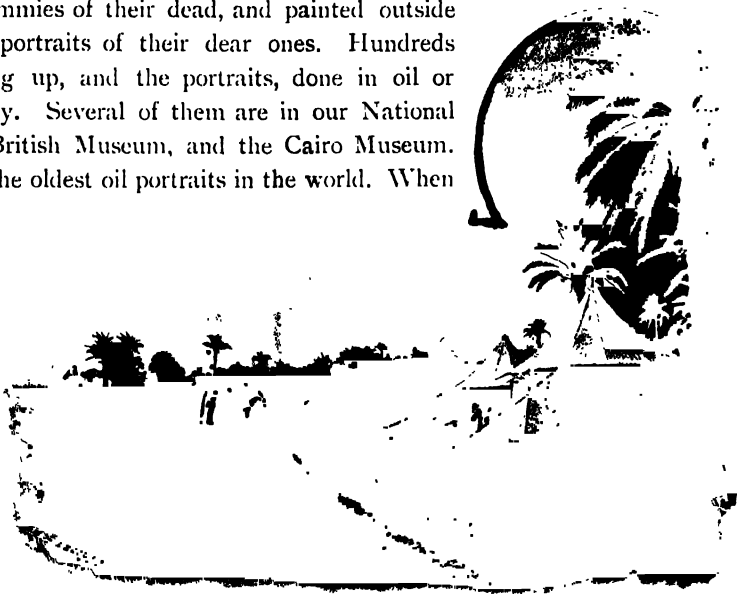 mmies of their dead, and painted outside
portraits of their dear ones. Hundreds
g up, and the portraits, done in oil or
y. Several of them are in our National
British Museum, and the Cairo Museum.
he oldest oil portraits in the world. When